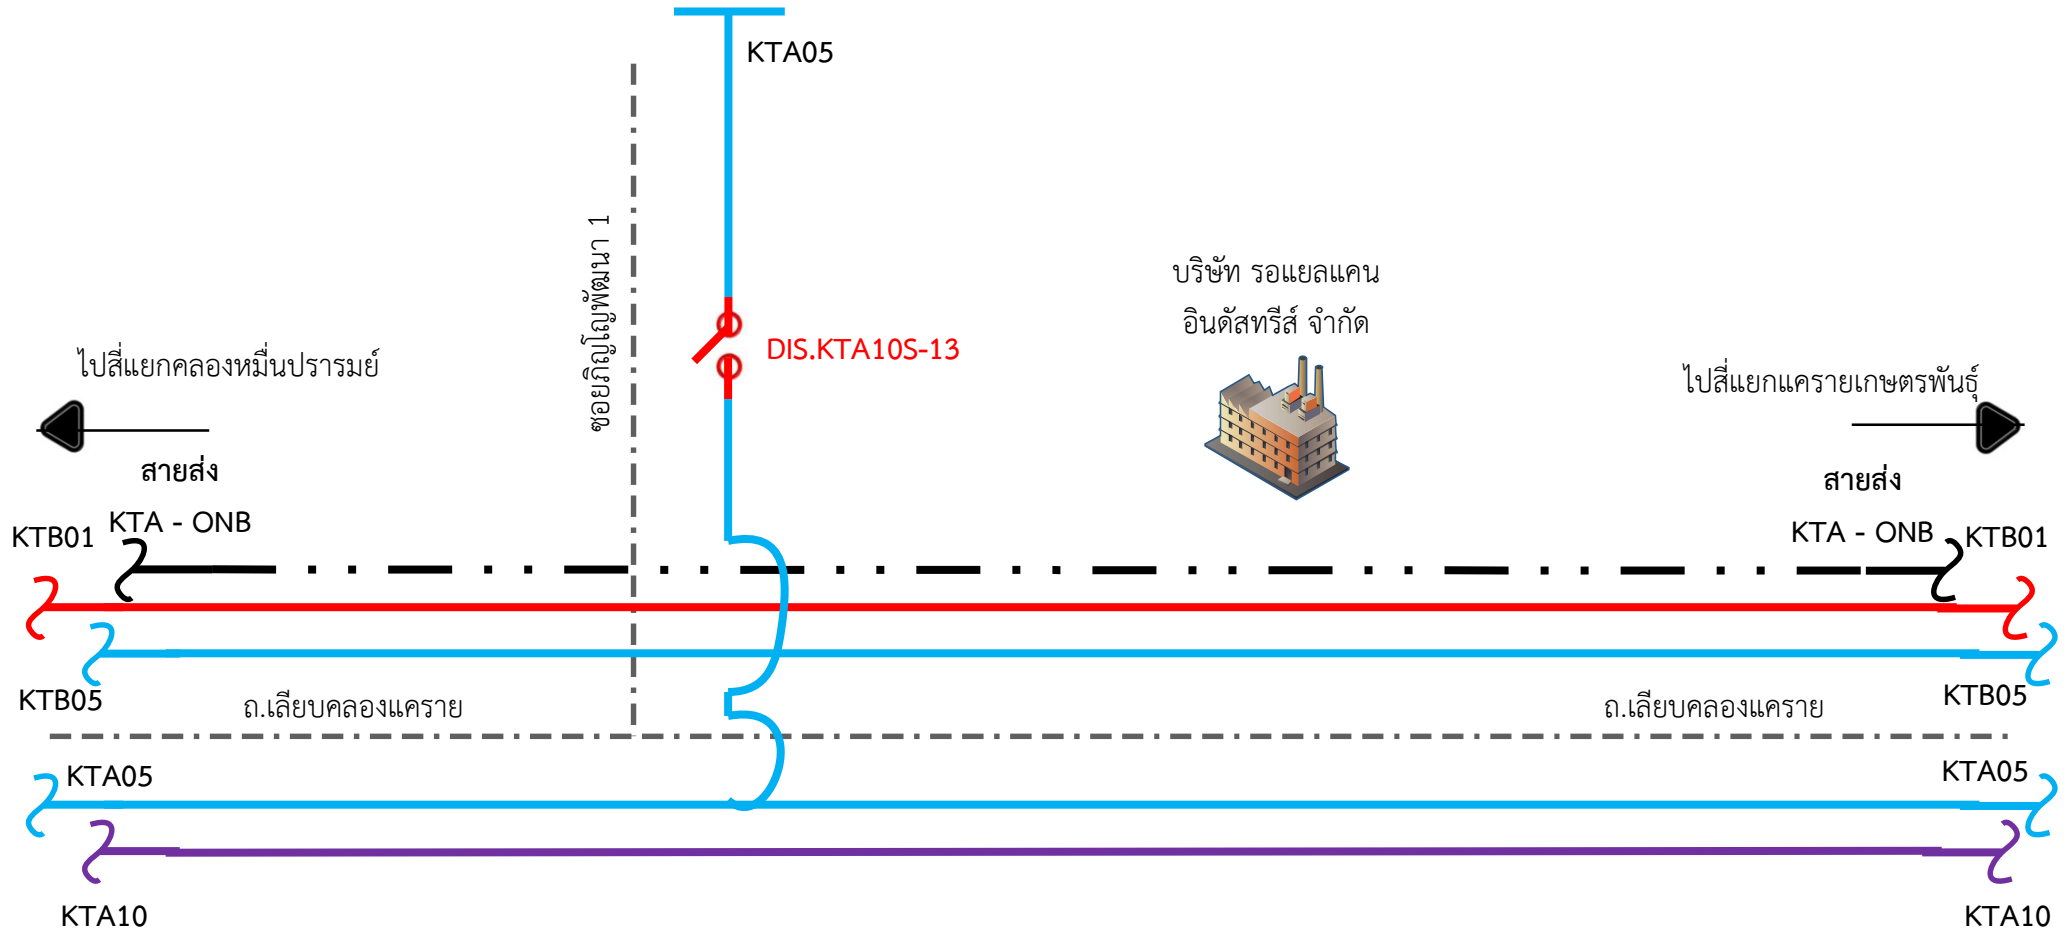 KTA05
ซอยภิญโญพัฒนา 1
บริษัท รอแยลแคน
อินดัสทรีส์ จำกัด
DIS.KTA10S-13
ไปสี่แยกคลองหมื่นปรารมย์
ไปสี่แยกแครายเกษตรพันธุ์
สายส่ง
KTA - ONB
สายส่ง
KTA - ONB
KTB01
KTB01
KTB05
KTB05
ถ.เลียบคลองแคราย
ถ.เลียบคลองแคราย
KTA05
KTA05
KTA10
KTA10